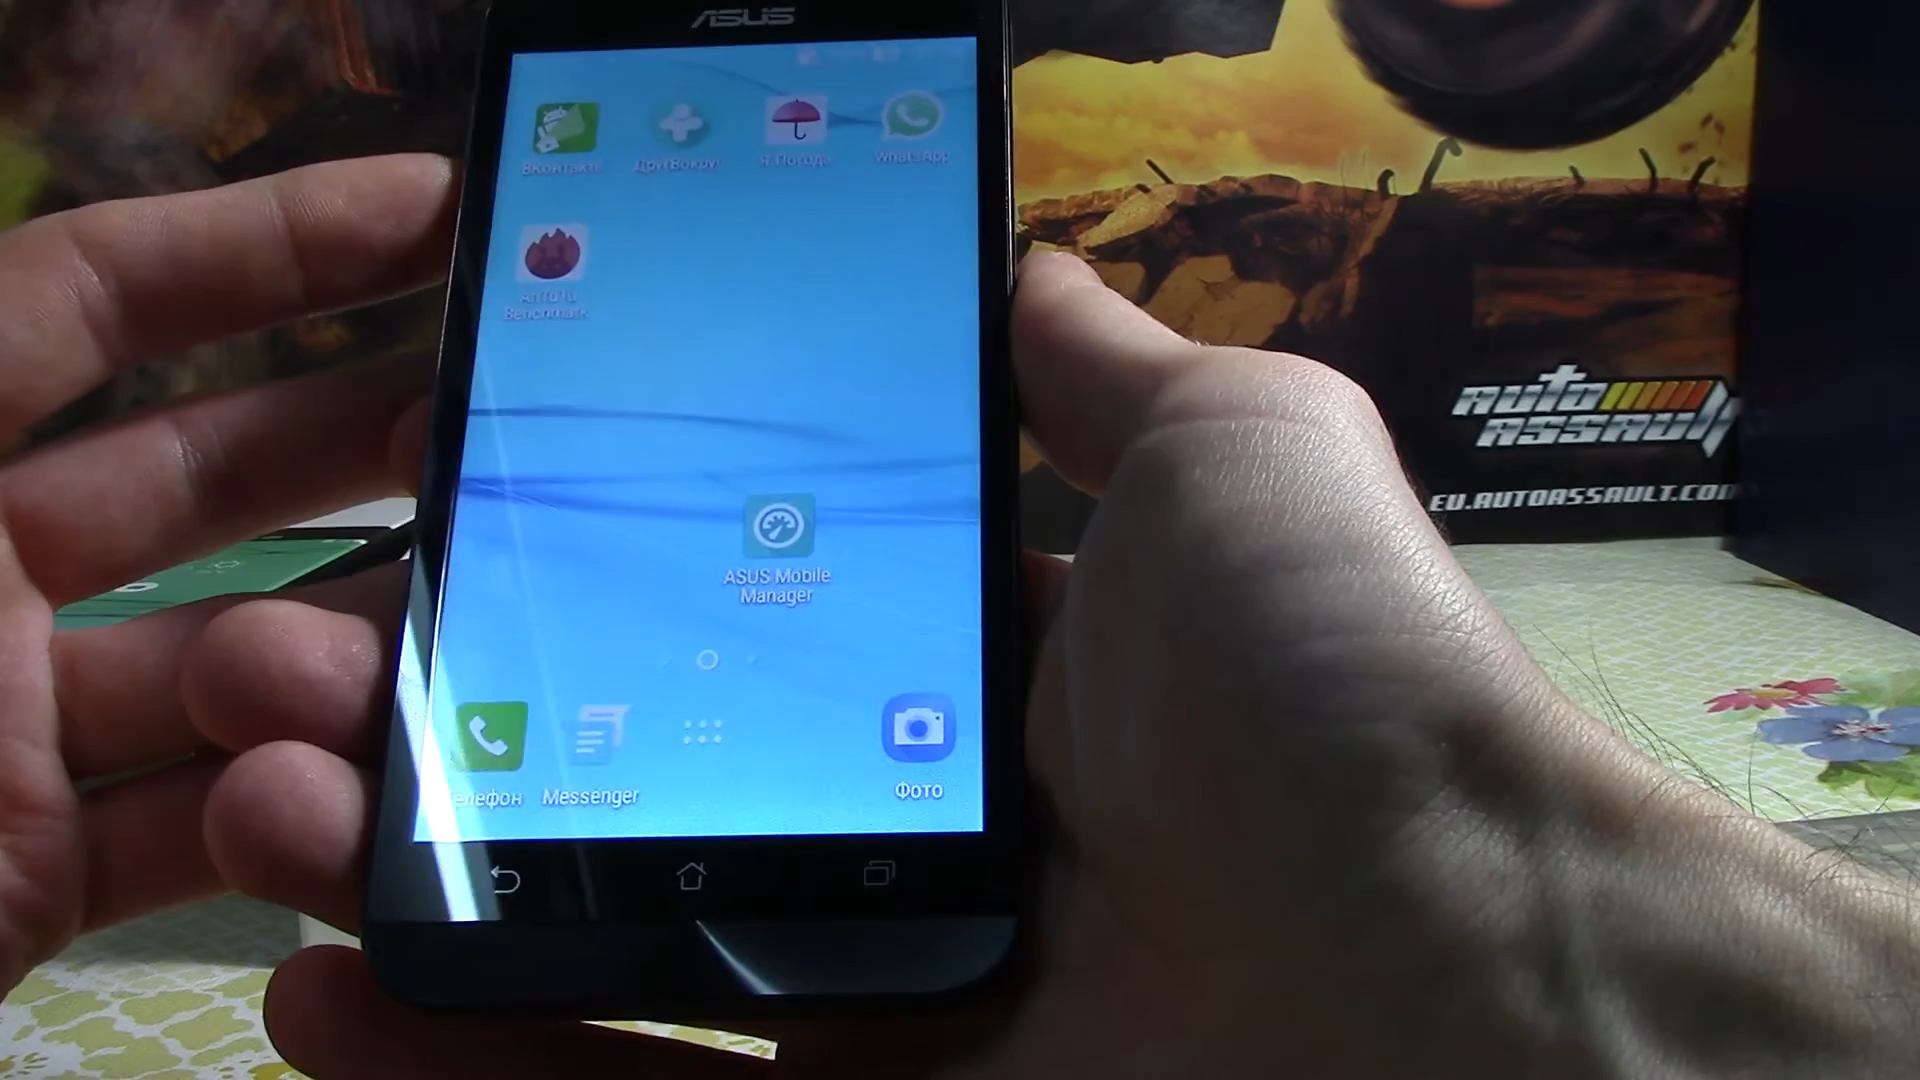 ASUS
ВКонтакте
ДругВокруг
Я.Погода
WhatsApp
AnTuTu
Benchmark
ASUS Mobile
Manager
елефон
Messenger
Фото
AUTO
ASSAULT
EU.AUTOASSAULT.COM